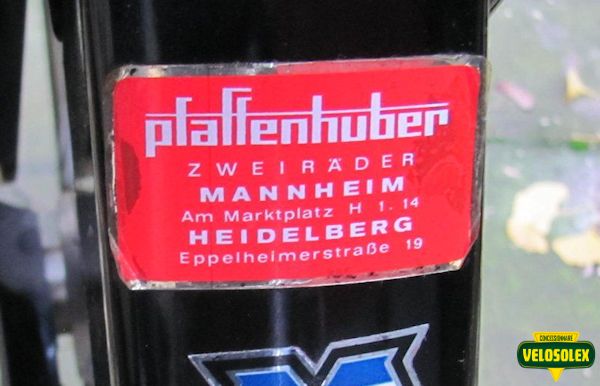 pfaffenhuber
ZWEIRÄDER
MANNHEIM
Am Marktplatz H 1. 14
HEIDELBERG
Eppelheimerstraße 19
CONCESSIONNAIRE
VELOSOLEX